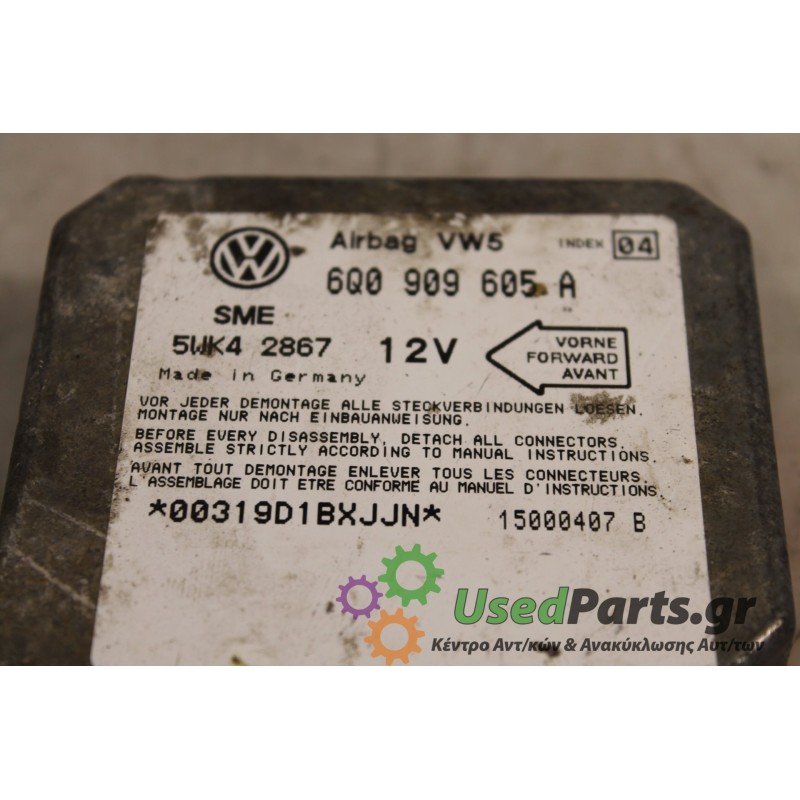 VW
Airbag VW5
INDEX 04
6Q0 909 605 A
SME
5WK4 2867
12V
VORNE
FORWARD
AVANT
Made in Germany
VOR JEDER DEMONTAGE ALLE STECKVERBINDUNGEN LOESEN.
MONTAGE NUR NACH EINBAUANWEISUNG.
BEFORE EVERY DISASSEMBLY, DETACH ALL CONNECTORS.
ASSEMBLE STRICTLY ACCORDING TO MANUAL INSTRUCTIONS.
AVANT TOUT DEMONTAGE ENLEVER TOUS LES CONNECTEURS.
L'ASSEMBLAGE DOIT ETRE CONFORME AU MANUEL D'INSTRUCTIONS.
*00319D1BXJJN*
15000407 B
UsedParts.gr
Κέντρο Αντ/κών & Ανακύκλωσης Αυτ/των